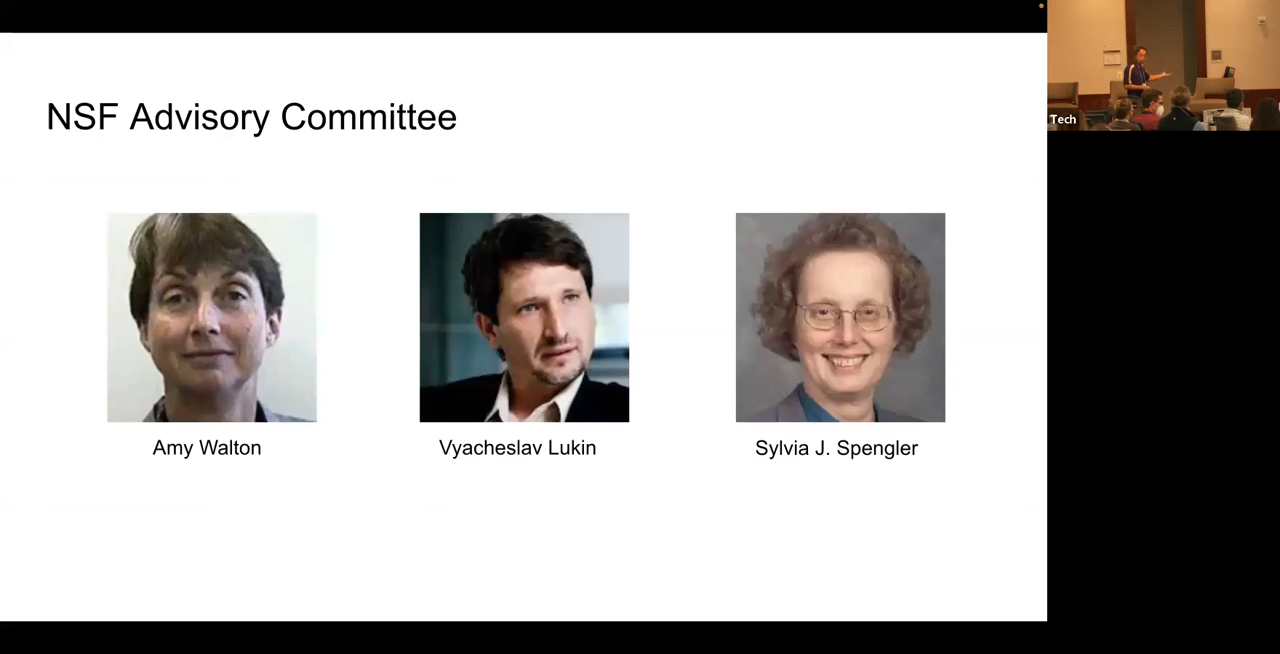 NSF Advisory Committee
Tech
Amy Walton
Vyacheslav Lukin
Sylvia J. Spengler